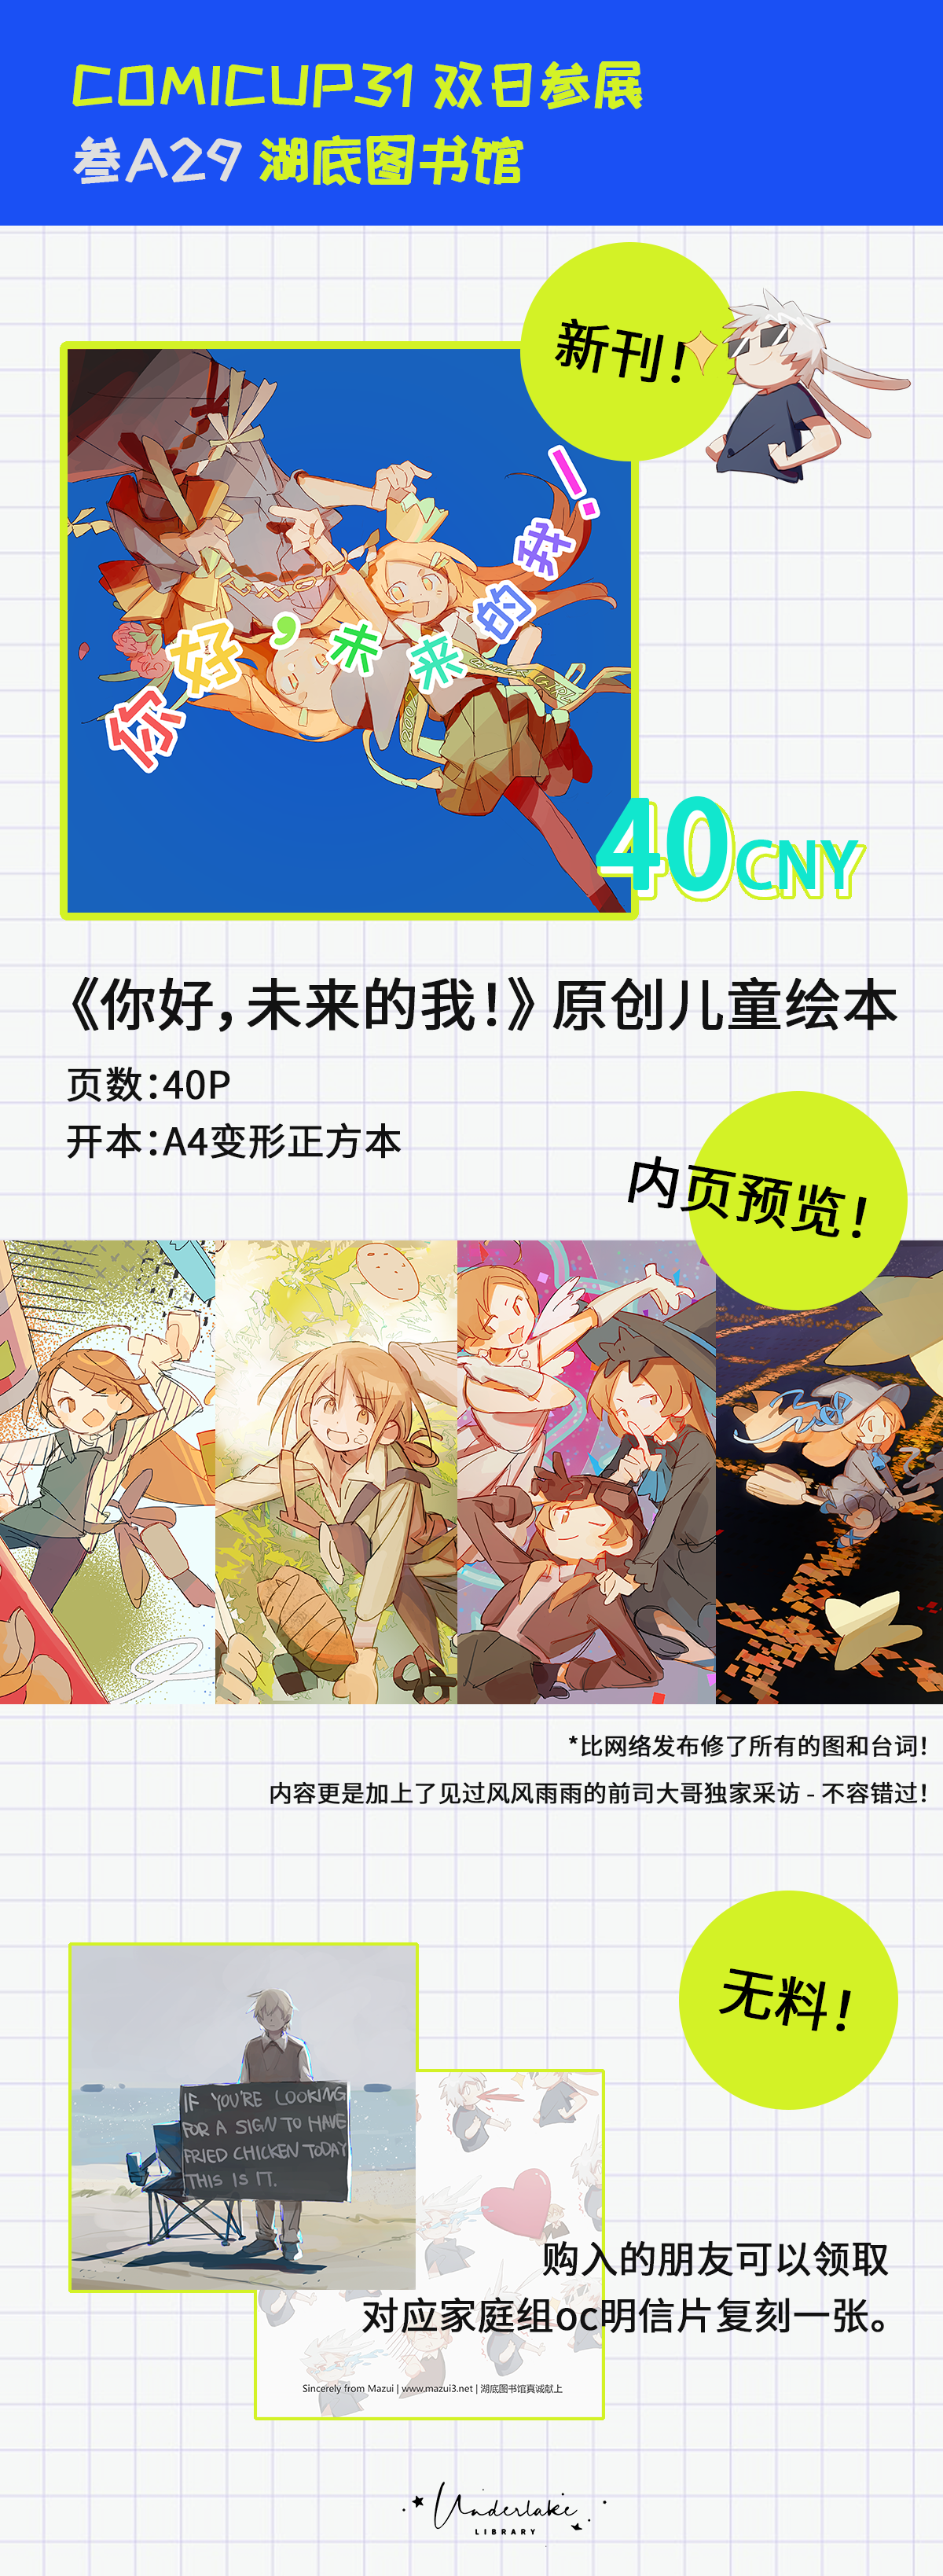 COMICUP31 双日参展
叁A29 湖底图书馆
新刊！
你好，未来的我！
40CNY
《你好，未来的我！》原创儿童绘本
页数：40P
开本：A4变形正方本
内页预览！
*比网络发布修了所有的图和台词！
内容更是加上了见过风风雨雨的前司大哥独家采访 - 不容错过！
无料！
IF YOU'RE LOOKING
FOR A SIGN TO HAVE
FRIED CHICKEN TODAY
THIS IS IT.
购入的朋友可以领取
对应家庭组oc明信片复刻一张。
Sincerely from Mazui | www.mazui3.net | 湖底图书馆真诚献上
Underlake
LIBRARY